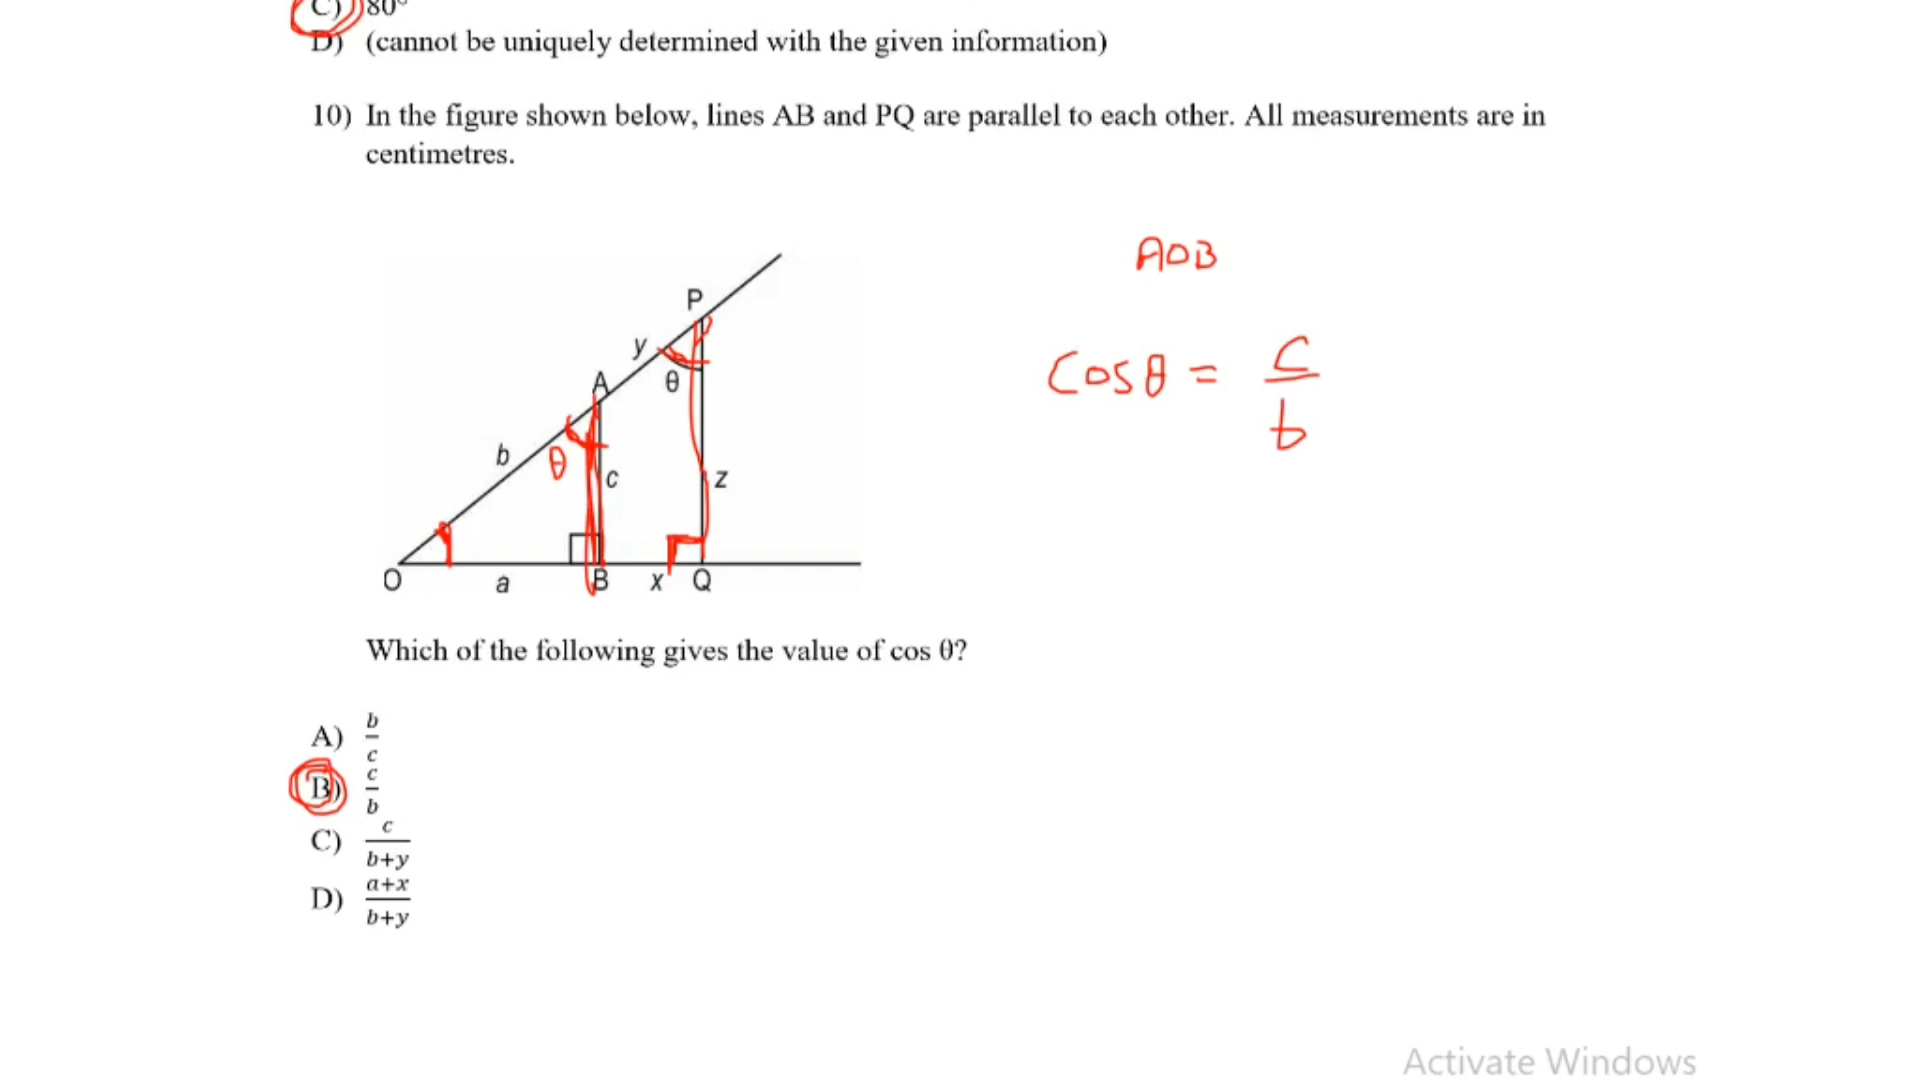 C) 80°
D) (cannot be uniquely determined with the given information)
10) In the figure shown below, lines AB and PQ are parallel to each other. All measurements are in
centimetres.
AOB
P
y
θ
A
cosθ = c/b
b
θ
c
z
O
a
B
x
Q
Which of the following gives the value of cos θ?
A) b/c
B) c/b
C) c/b+y
D) a+x/b+y
Activate Windows